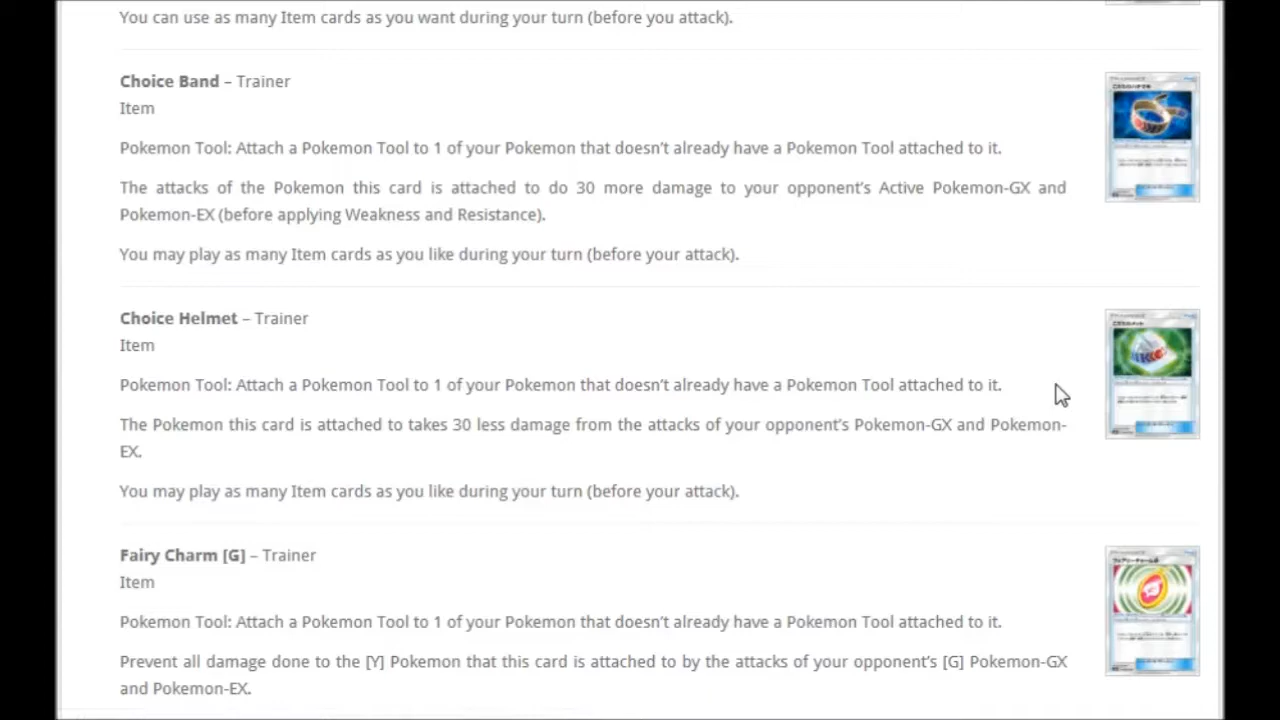 You can use as many Item cards as you want during your turn (before you attack).
Choice Band – Trainer
Item
Pokemon Tool: Attach a Pokemon Tool to 1 of your Pokemon that doesn’t already have a Pokemon Tool attached to it.
The attacks of the Pokemon this card is attached to do 30 more damage to your opponent’s Active Pokemon-GX and
Pokemon-EX (before applying Weakness and Resistance).
You may play as many Item cards as you like during your turn (before your attack).
Choice Helmet – Trainer
Item
Pokemon Tool: Attach a Pokemon Tool to 1 of your Pokemon that doesn’t already have a Pokemon Tool attached to it.
The Pokemon this card is attached to takes 30 less damage from the attacks of your opponent’s Pokemon-GX and Pokemon-
EX.
You may play as many Item cards as you like during your turn (before your attack).
Fairy Charm [G] – Trainer
Item
Pokemon Tool: Attach a Pokemon Tool to 1 of your Pokemon that doesn’t already have a Pokemon Tool attached to it.
Prevent all damage done to the [Y] Pokemon that this card is attached to by the attacks of your opponent’s [G] Pokemon-GX
and Pokemon-EX.